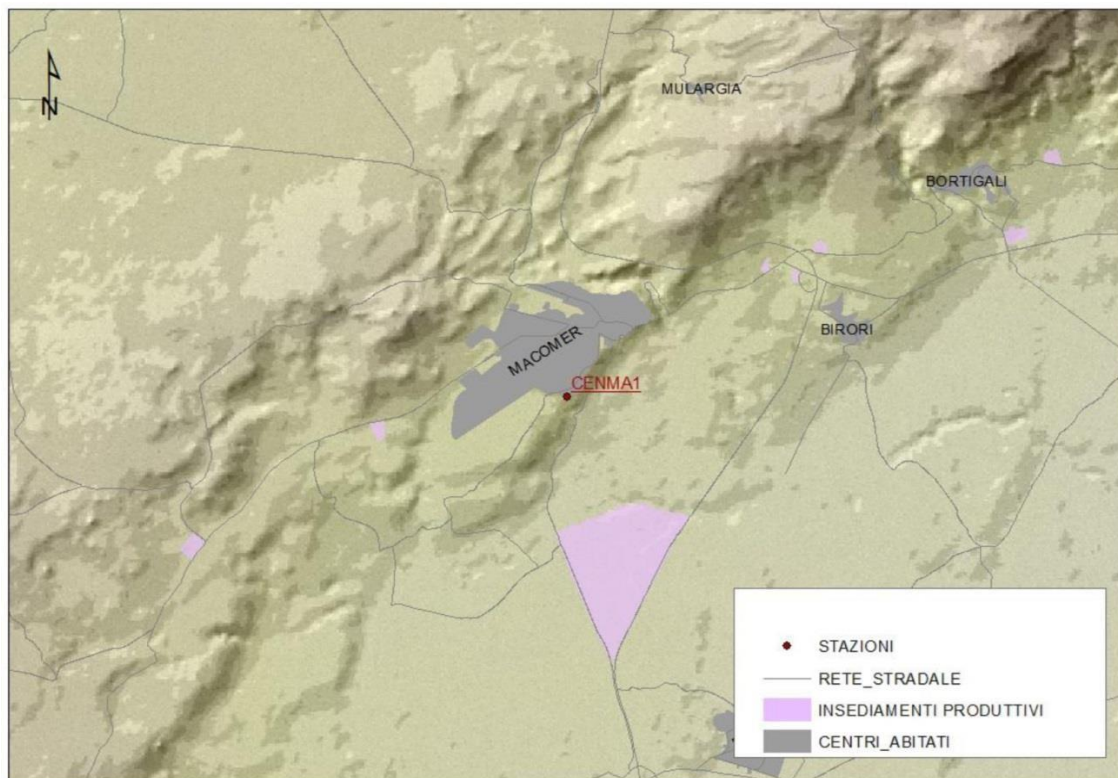 N
MULARGIA
BORTIGALI
BIRORI
MACOMER
CENMA1
STAZIONI
RETE_STRADALE
INSEDIAMENTI PRODUTTIVI
CENTRI_ABITATI